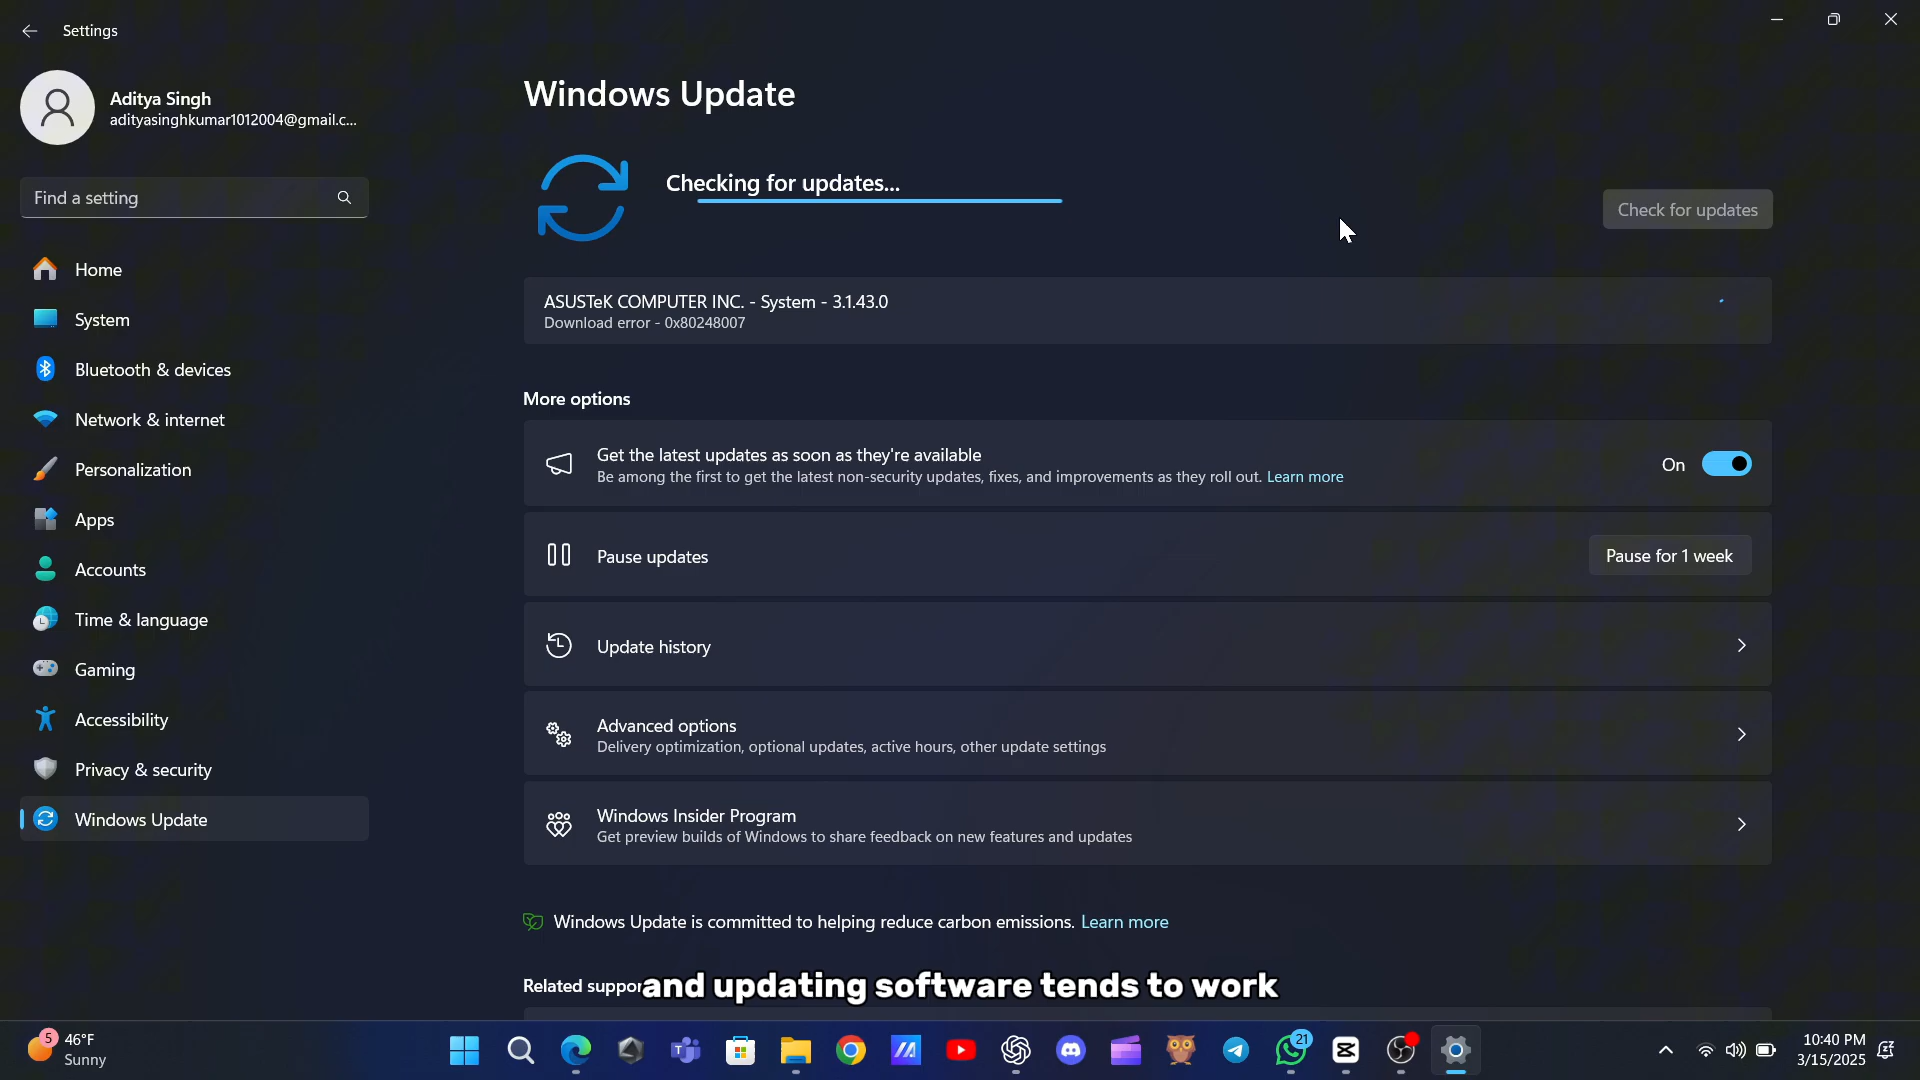 Settings
Aditya Singh
adityasinghkumar1012004@gmail.c...
Find a setting
Home
System
Bluetooth & devices
Network & internet
Personalization
Apps
Accounts
Time & language
Gaming
Accessibility
Privacy & security
Windows Update
Windows Update
Checking for updates...
Check for updates
ASUSTeK COMPUTER INC. - System - 3.1.43.0
Download error - 0x80248007
More options
Get the latest updates as soon as they're available
Be among the first to get the latest non-security updates, fixes, and improvements as they roll out. Learn more
On
Pause updates
Pause for 1 week
Update history
Advanced options
Delivery optimization, optional updates, active hours, other update settings
Windows Insider Program
Get preview builds of Windows to share feedback on new features and updates
Windows Update is committed to helping reduce carbon emissions. Learn more
Related suppor
and updating software tends to work
5
46°F
Sunny
21
10:40 PM
3/15/2025